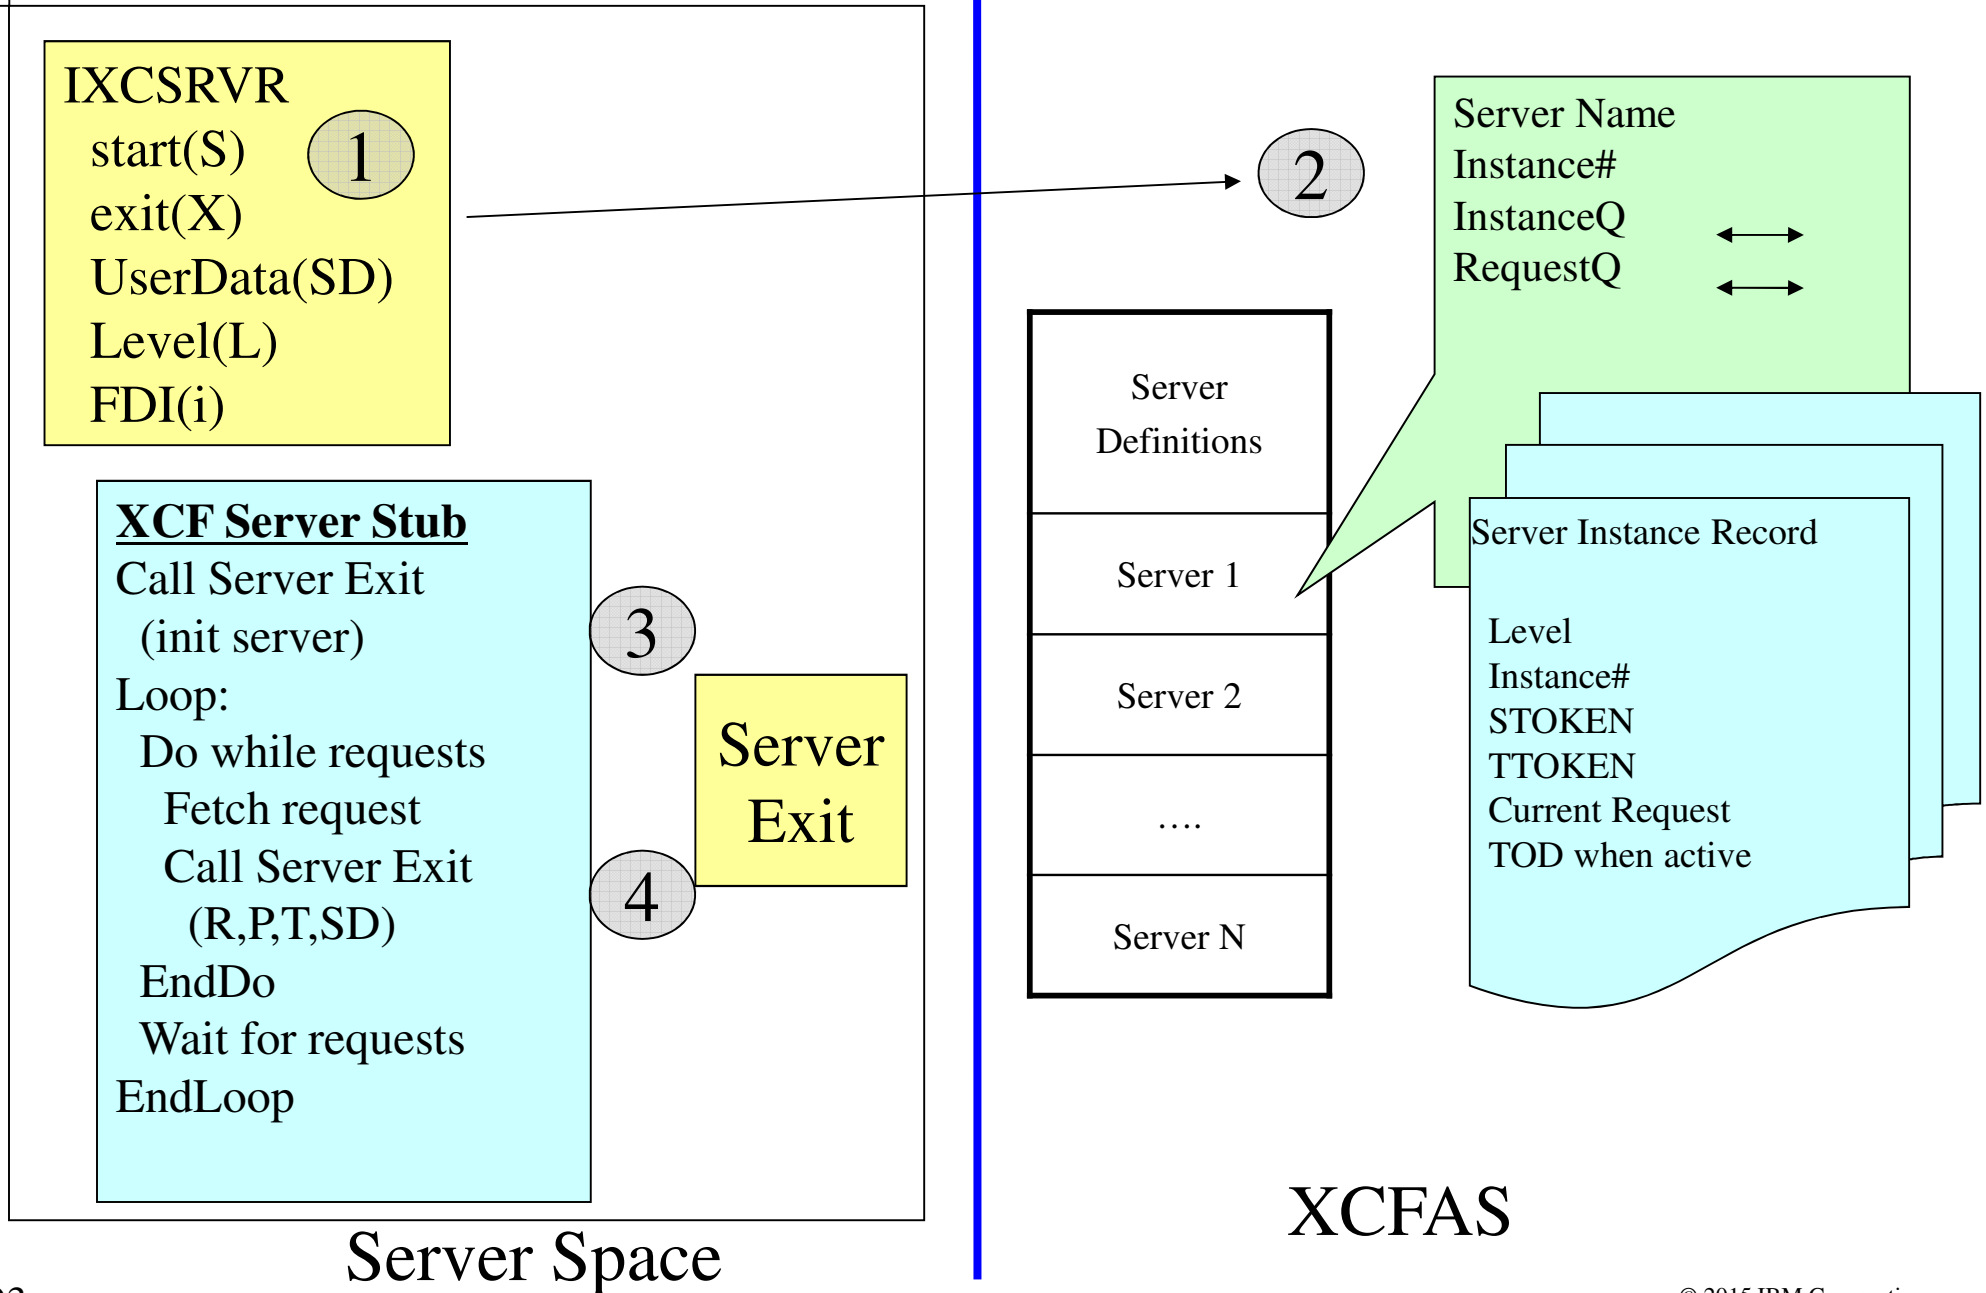 IXCSRVR
start(S)
1
exit(X)
UserData(SD)
Level(L)
FDI(i)
XCF Server Stub
Call Server Exit
(init server)
Loop:
Do while requests
Fetch request
Call Server Exit
(R,P,T,SD)
EndDo
Wait for requests
EndLoop
3
Server
Exit
4
Server Space
2
Server Name
Instance#
InstanceQ
RequestQ
Server
Definitions
Server 1
Server 2
....
Server N
Server Instance Record
Level
Instance#
STOKEN
TTOKEN
Current Request
TOD when active
XCFAS
© 2015 IBM